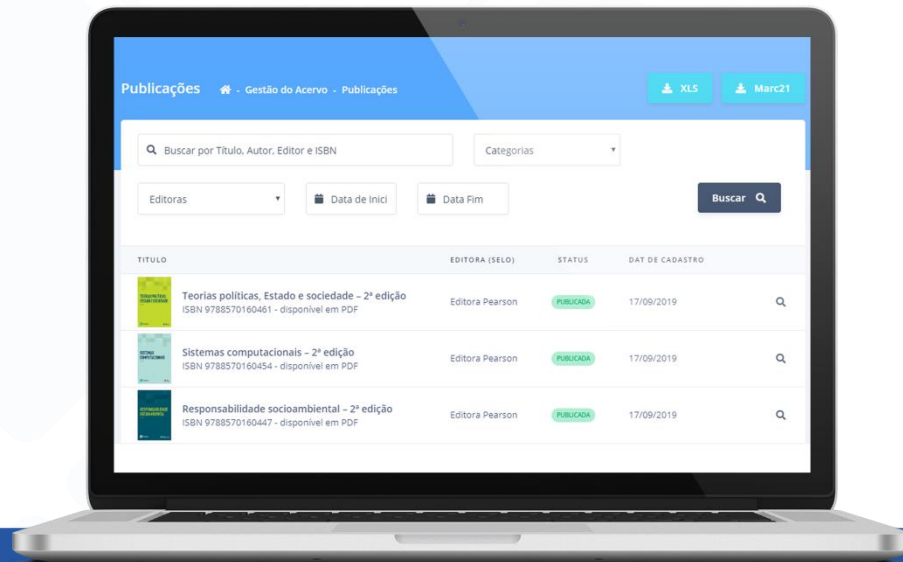 Publicações - Gestão do Acervo - Publicações
XLS Marc21
Buscar por Título, Autor, Editor e ISBN
Categorias
Editoras
Data de Inici
Data Fim
Buscar
TITULO EDITORA (SELO) STATUS DAT DE CADASTRO
Teorias políticas, Estado e sociedade – 2ª edição
ISBN 9788570160461 - disponível em PDF
Editora Pearson
PUBLICADA
17/09/2019
Sistemas computacionais – 2ª edição
ISBN 9788570160454 - disponível em PDF
Editora Pearson
PUBLICADA
17/09/2019
Responsabilidade socioambiental – 2ª edição
ISBN 9788570160447 - disponível em PDF
Editora Pearson
PUBLICADA
17/09/2019